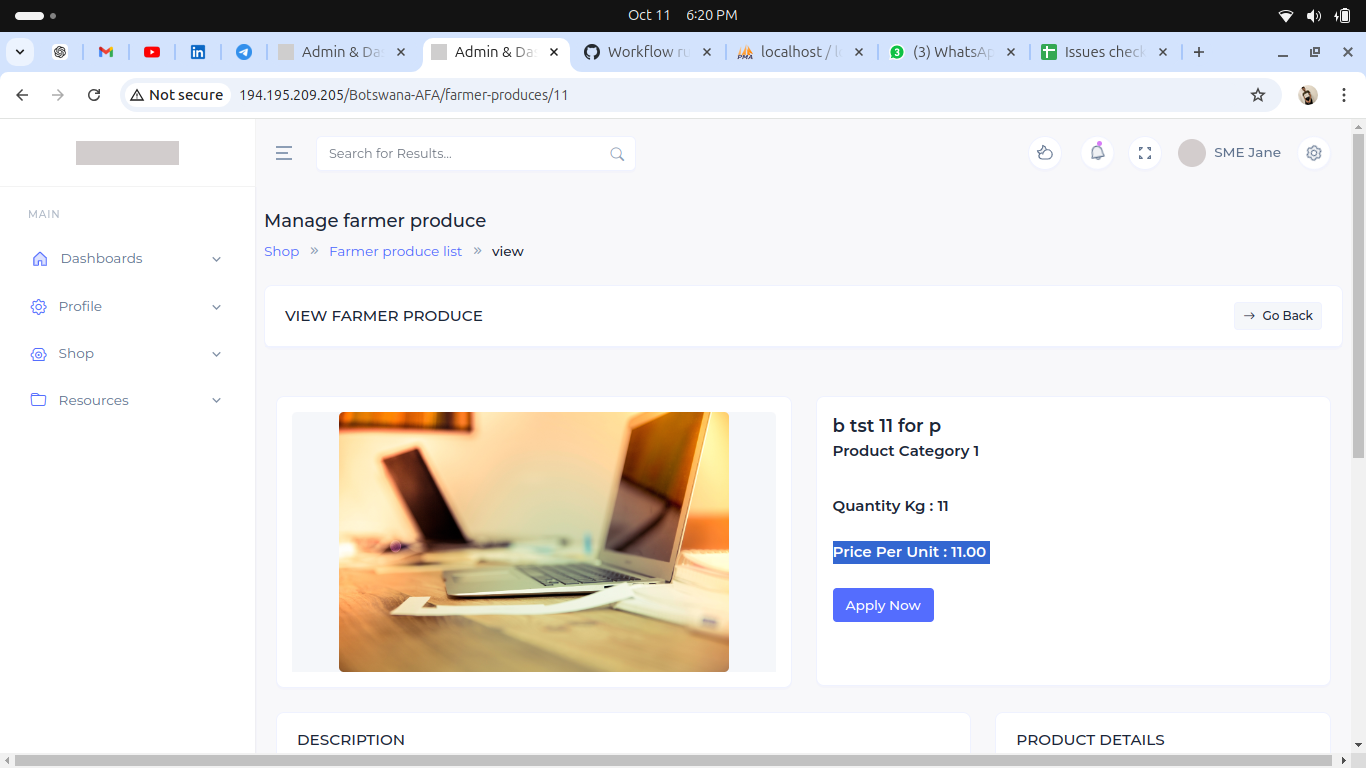 Oct 11 6:20 PM
Admin & Das
Admin & Das
Workflow ru
localhost / lo
(3) WhatsAp
Issues check
Not secure
194.195.209.205/Botswana-AFA/farmer-produces/11
Search for Results...
SME Jane
MAIN
Dashboards
Profile
Shop
Resources
Manage farmer produce
Shop » Farmer produce list » view
VIEW FARMER PRODUCE
→ Go Back
b tst 11 for p
Product Category 1
Quantity Kg : 11
Price Per Unit : 11.00
Apply Now
DESCRIPTION
PRODUCT DETAILS